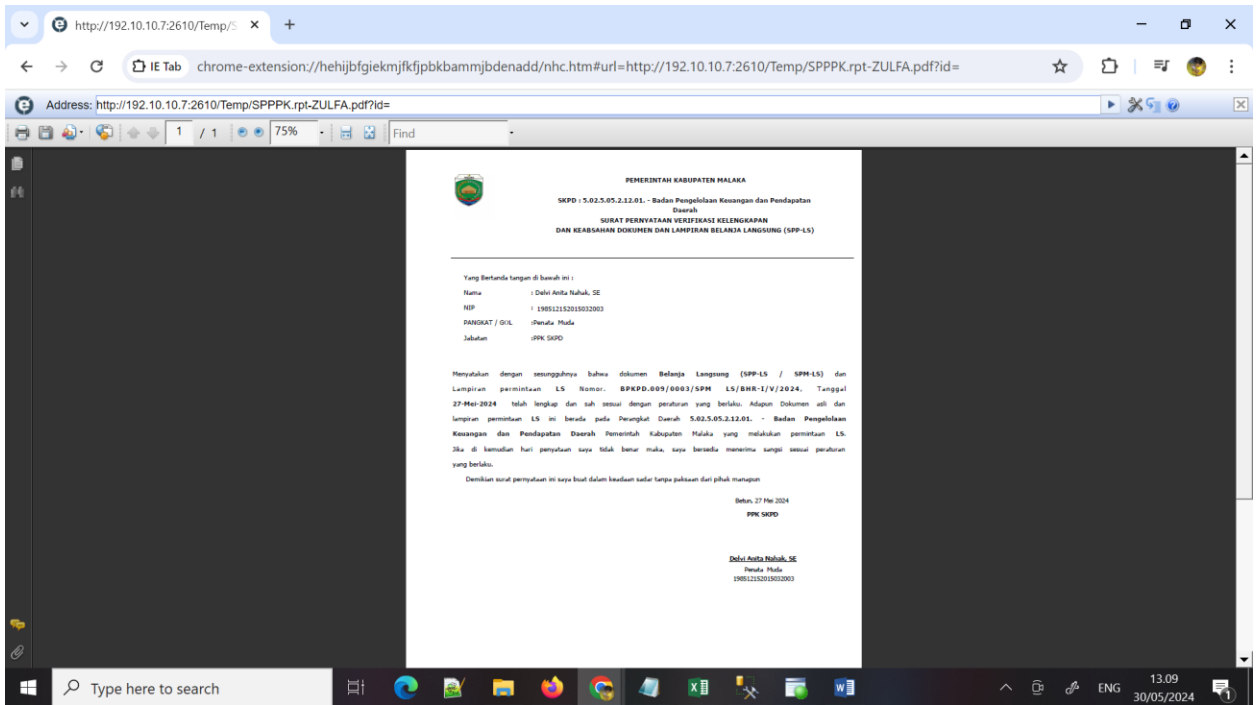 http://192.10.10.7:2610/Temp/S
IE Tab
chrome-extension://hehijbfgiekmjfkfjpbkbammjbdenadd/nhc.htm#url=http://192.10.10.7:2610/Temp/SPPPK.rpt-ZULFA.pdf?id=
Address: http://192.10.10.7:2610/Temp/SPPPK.rpt-ZULFA.pdf?id=
1 / 1 75% Find
PEMERINTAH KABUPATEN MALAKA
SKPD : 5.02.5.05.2.12.01. - Badan Pengelolaan Keuangan dan Pendapatan
Daerah
SURAT PERNYATAAN VERIFIKASI KELENGKAPAN
DAN KEABSAHAN DOKUMEN DAN LAMPIRAN BELANJA LANGSUNG (SPP-LS)
Yang Bertanda tangan di bawah ini :
Nama : Delvi Anita Nahak, SE
NIP : 198512152015032003
PANGKAT / GOL :Penata Muda
Jabatan :PPK SKPD
Menyatakan dengan sesungguhnya bahwa dokumen Belanja Langsung (SPP-LS / SPM-LS) dan
Lampiran permintaan LS Nomor. BPKPD.009/0003/SPM LS/BHR-I/V/2024, Tanggal
27-Mei-2024 telah lengkap dan sah sesuai dengan peraturan yang berlaku. Adapun Dokumen asli dan
lampiran permintaan LS ini berada pada Perangkat Daerah 5.02.5.05.2.12.01. - Badan Pengelolaan
Keuangan dan Pendapatan Daerah Pemerintah Kabupaten Malaka yang melakukan permintaan LS.
Jika di kemudian hari penyataan saya tidak benar maka, saya bersedia menerima sangsi sesuai peraturan
yang berlaku.
Demikian surat pernyataan ini saya buat dalam keadaan sadar tanpa paksaan dari pihak manapun
Betun, 27 Mei 2024
PPK SKPD
Delvi Anita Nahak, SE
Penata Muda
198512152015032003
Type here to search
ENG
13.09
30/05/2024
1